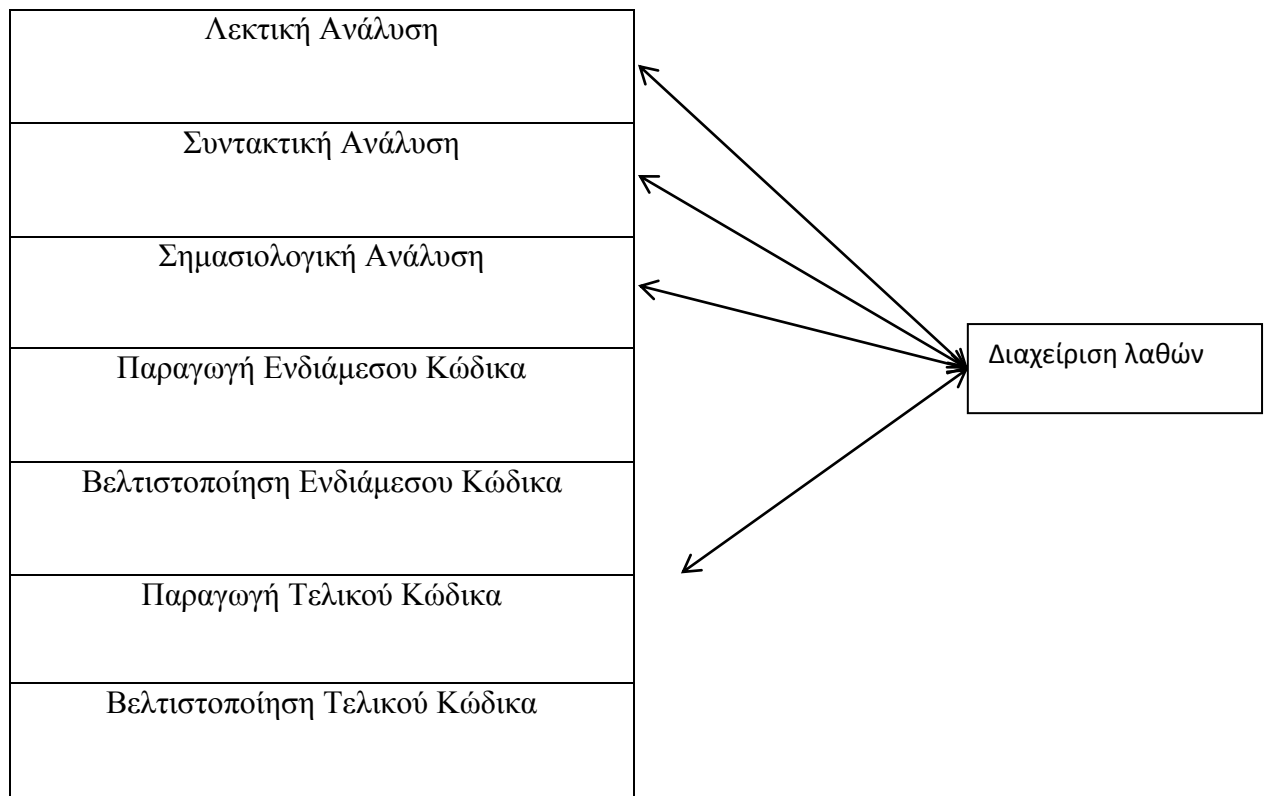 Λεκτική Ανάλυση
Συντακτική Ανάλυση
Σημασιολογική Ανάλυση
Παραγωγή Ενδιάμεσου Κώδικα
Βελτιστοποίηση Ενδιάμεσου Κώδικα
Παραγωγή Τελικού Κώδικα
Βελτιστοποίηση Τελικού Κώδικα
Διαχείριση λαθών